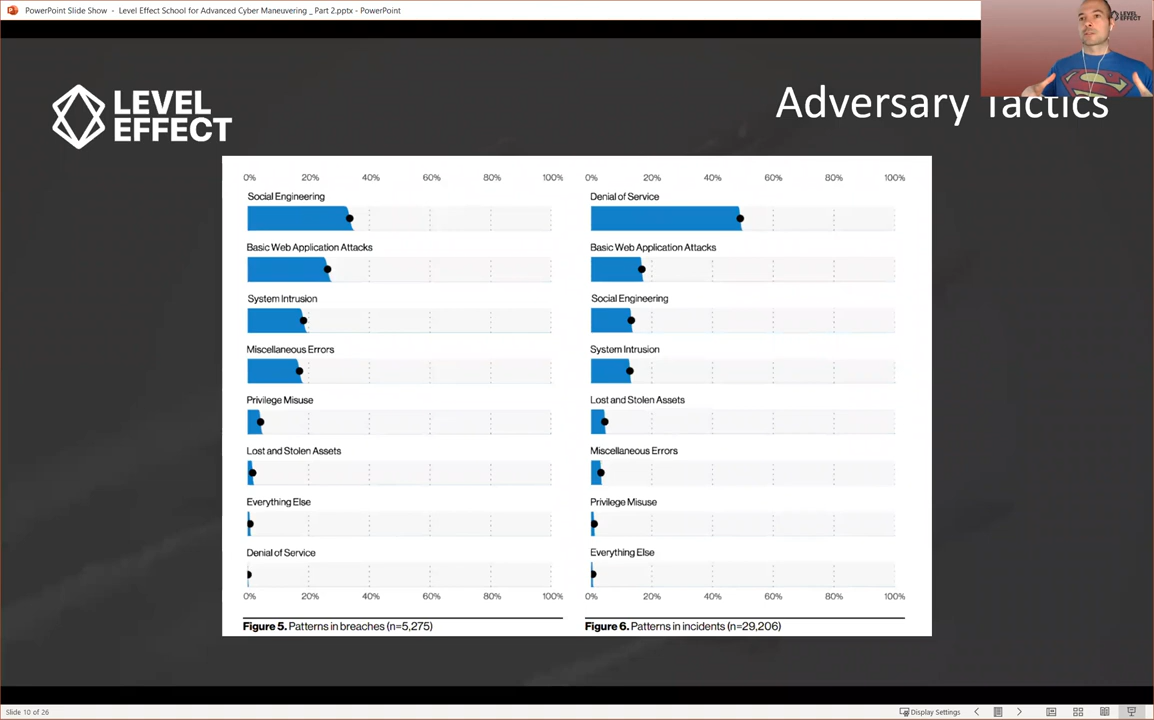 PowerPoint Slide Show - Level Effect School for Advanced Cyber Maneuvering _ Part 2.pptx - PowerPoint
LEVEL EFFECT
LEVEL
EFFECT
Adversary Tactics
0% 20% 40% 60% 80% 100%
Social Engineering
Basic Web Application Attacks
System Intrusion
Miscellaneous Errors
Privilege Misuse
Lost and Stolen Assets
Everything Else
Denial of Service
0% 20% 40% 60% 80% 100%
Figure 5. Patterns in breaches (n=5,275)
0% 20% 40% 60% 80% 100%
Denial of Service
Basic Web Application Attacks
Social Engineering
System Intrusion
Lost and Stolen Assets
Miscellaneous Errors
Privilege Misuse
Everything Else
0% 20% 40% 60% 80% 100%
Figure 6. Patterns in incidents (n=29,206)
Slide 10 of 26
Display Settings